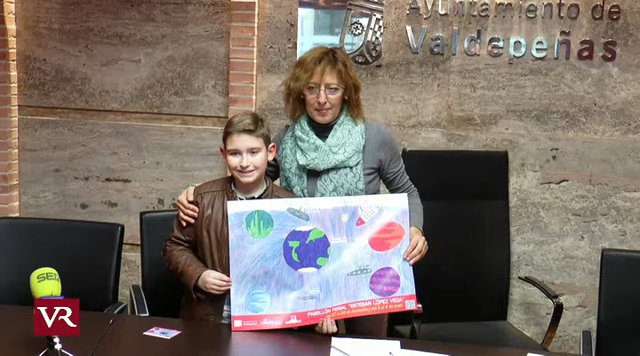 Ayuntamiento de
Valdepeñas
SER
VR
PABELLÓN FERIAL "ESTEBAN LÓPEZ VEGA"